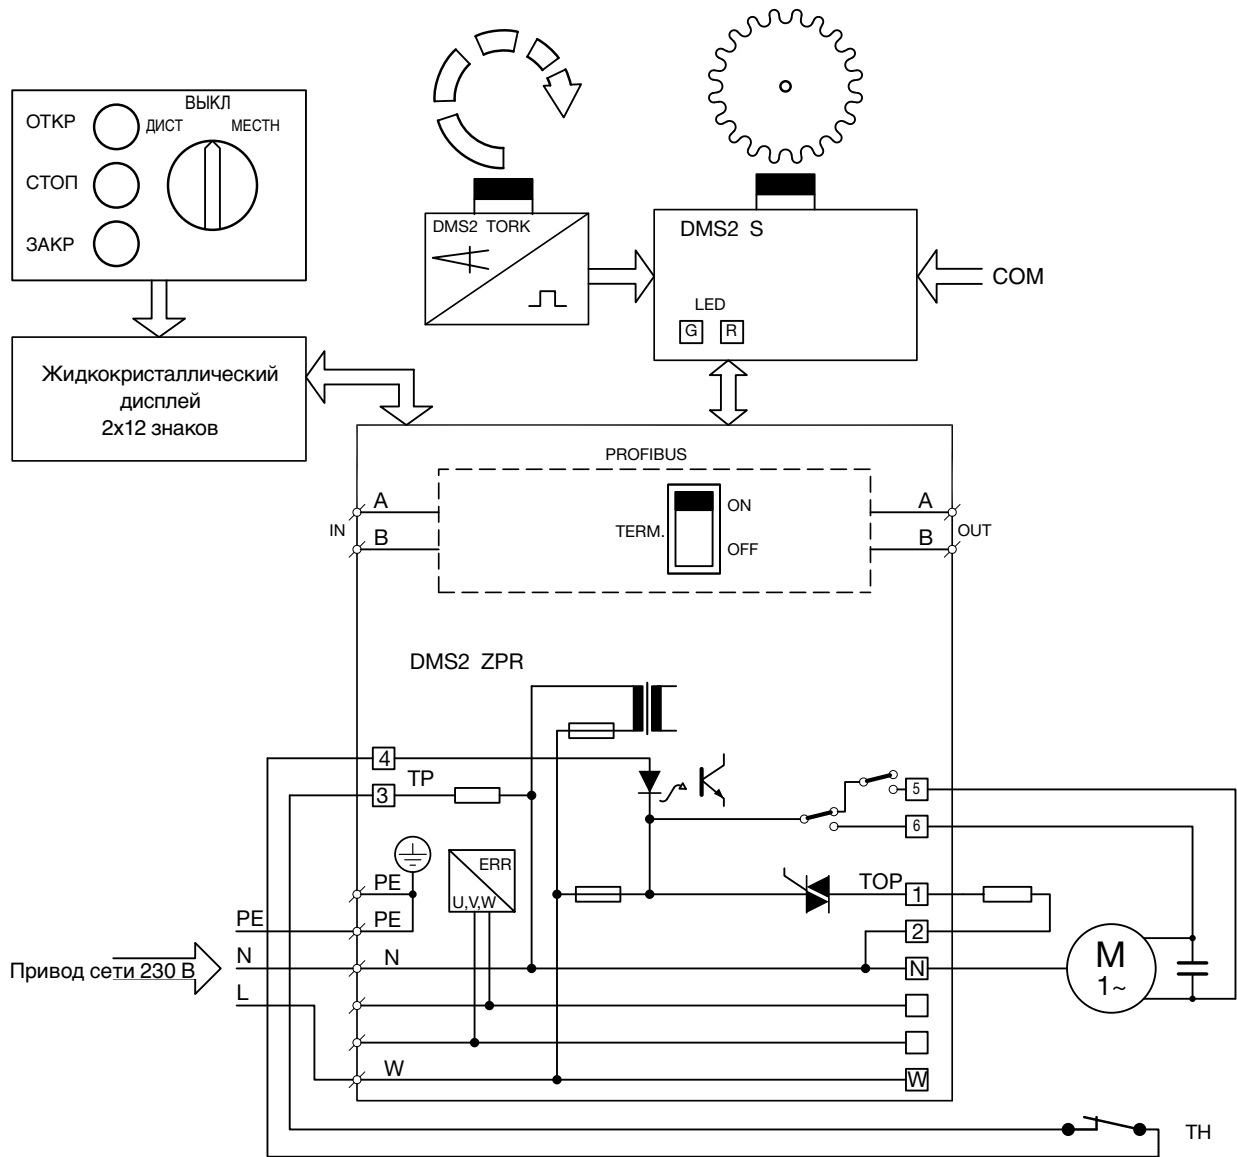 ВЫКЛ
ОТКР
ДИСТ
МЕСТН
СТОП
ЗАКР
DMS2 TORK
DMS2 S
LED
G
R
COM
Жидкокристаллический
дисплей
2x12 знаков
PROFIBUS
A
A
IN
TERM.
ON
OUT
B
OFF
B
DMS2 ZPR
4
TP
3
5
6
ERR
U,V,W
PE
TOP
1
PE
PE
2
N
N
N
M
1~
Привод сети 230 В
L
W
W
TH